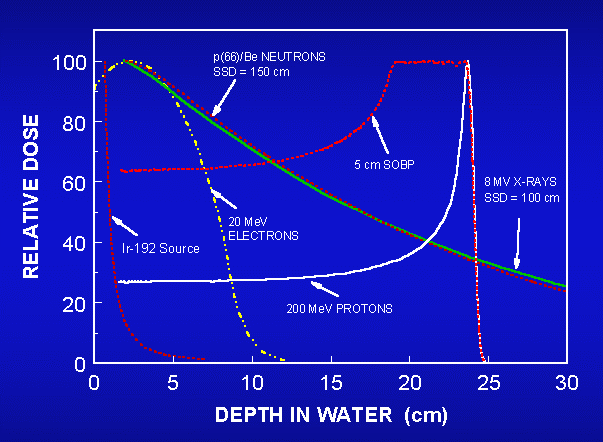 p(66)/Be NEUTRONS
SSD = 150 cm
100
80
60
40
20
0
RELATIVE DOSE
5 cm SOBP
8 MV X-RAYS
SSD = 100 cm
20 MeV
ELECTRONS
Ir-192 Source
200 MeV PROTONS
0 5 10 15 20 25 30
DEPTH IN WATER (cm)